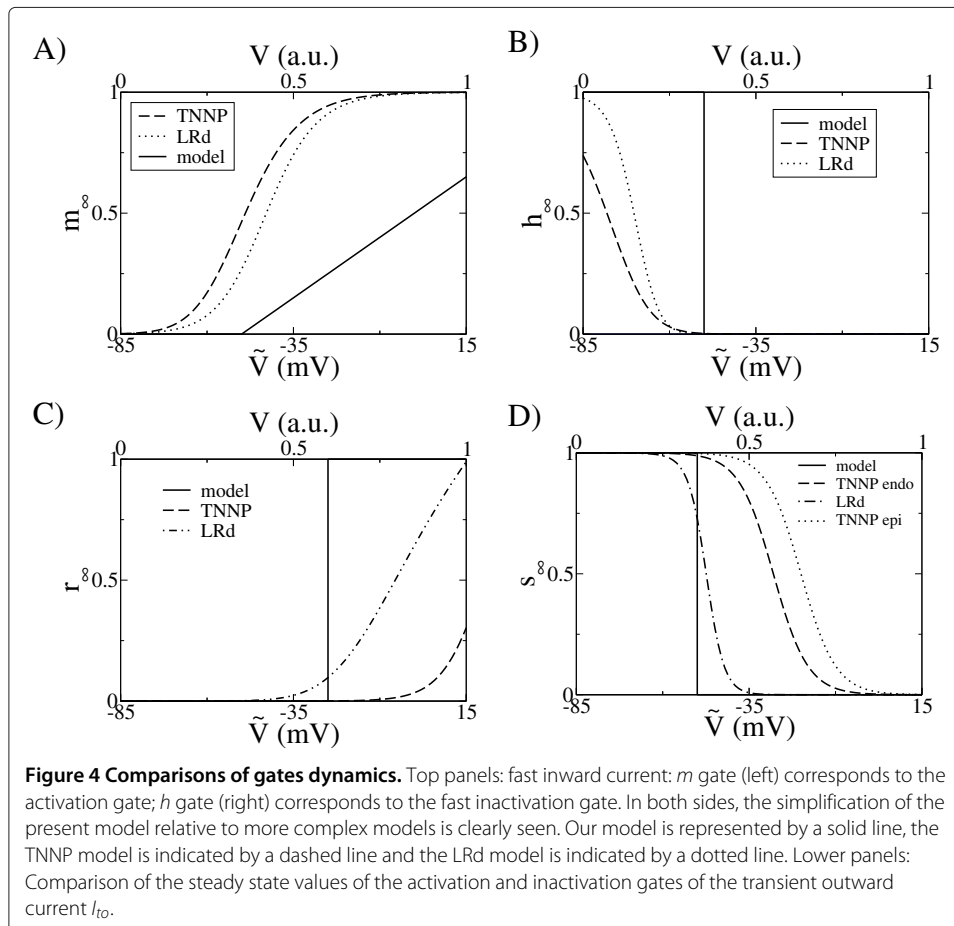 A)
V (a.u.)
0 0.5 1
1
0.5
0
m∞
TNNP
LRd
model
-85 -35 15
Ṽ (mV)
B)
V (a.u.)
0 0.5 1
1
0.5
0
h∞
model
TNNP
LRd
-85 -35 15
Ṽ (mV)
C)
V (a.u.)
0 0.5 1
1
0.5
0
r∞
model
TNNP
LRd
-85 -35 15
Ṽ (mV)
D)
V (a.u.)
0 0.5 1
1
0.5
0
s∞
model
TNNP endo
LRd
TNNP epi
-85 -35 15
Ṽ (mV)
Figure 4 Comparisons of gates dynamics. Top panels: fast inward current: m gate (left) corresponds to the
activation gate; h gate (right) corresponds to the fast inactivation gate. In both sides, the simplification of the
present model relative to more complex models is clearly seen. Our model is represented by a solid line, the
TNNP model is indicated by a dashed line and the LRd model is indicated by a dotted line. Lower panels:
Comparison of the steady state values of the activation and inactivation gates of the transient outward
current Ito.